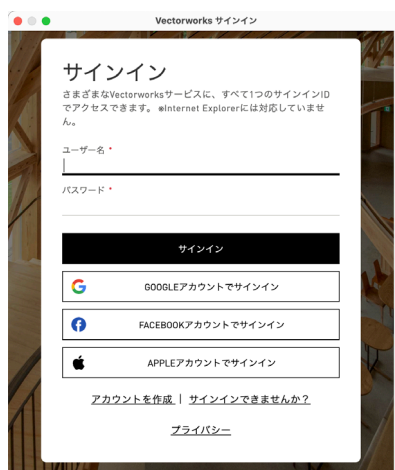 Vectorworks サインイン
サインイン
さまざまなVectorworksサービスに、すべて1つのサインインID
でアクセスできます。 ※Internet Explorerには対応していませ
ん。
ユーザー名 *
パスワード *
サインイン
GOOGLEアカウントでサインイン
FACEBOOKアカウントでサインイン
APPLEアカウントでサインイン
アカウントを作成 | サインインできませんか？
プライバシー